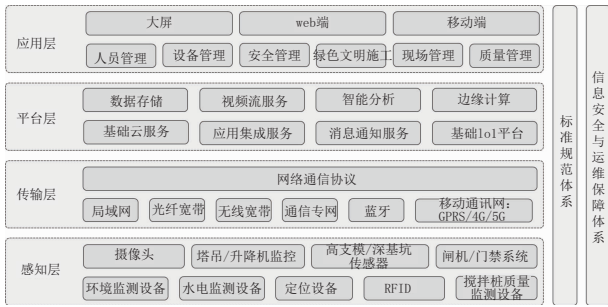 应用层
大屏
web端
移动端
人员管理
设备管理
安全管理
绿色文明施工
现场管理
质量管理
平台层
数据存储
视频流服务
智能分析
边缘计算
基础云服务
应用集成服务
消息通知服务
基础lo1平台
传输层
网络通信协议
局域网
光纤宽带
无线宽带
通信专网
蓝牙
移动通讯网：
GPRS/4G/5G
感知层
摄像头
塔吊/升降机监控
高支模/深基坑
传感器
闸机/门禁系统
环境监测设备
水电监测设备
定位设备
RFID
搅拌桩质量
监测设备
标准规范体系
信息安全与运维保障体系